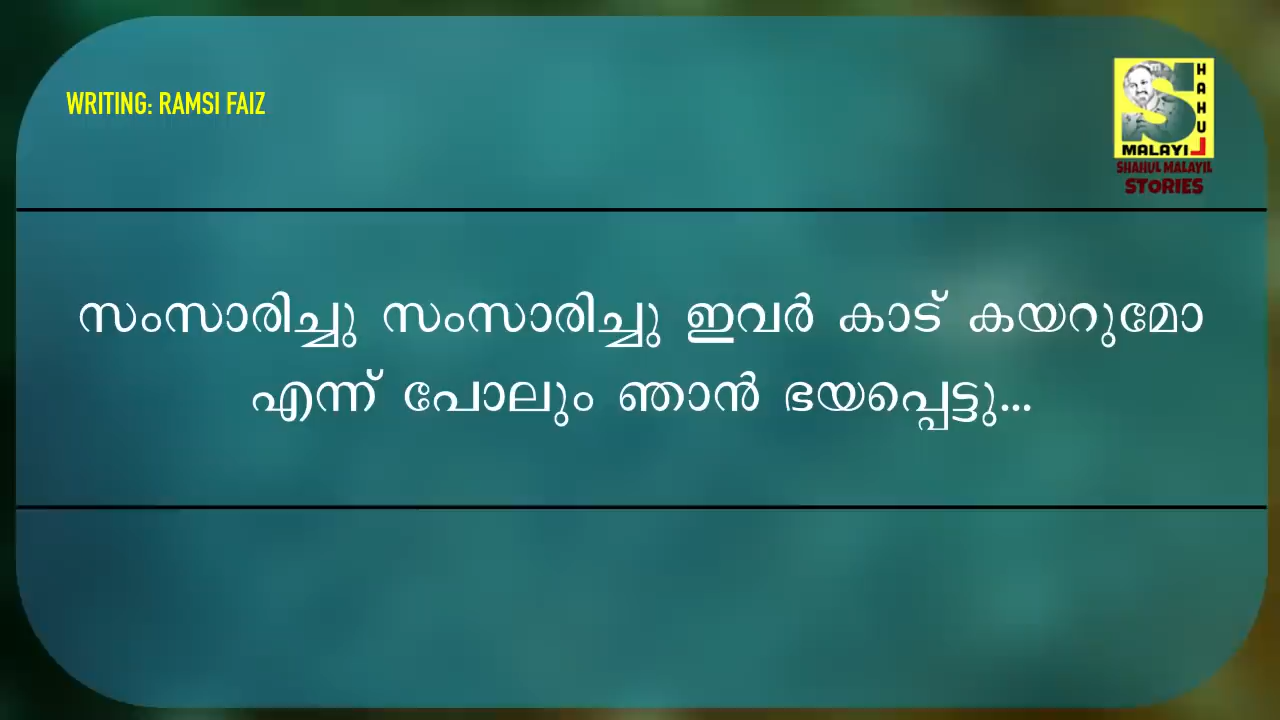 WRITING: RAMSI FAIZ
SHAHUL
MALAYIL
SHAHUL MALAYIL
STORIES
സംസാരിച്ചു സംസാരിച്ചു ഇവർ കാട് കയറുമോ
എന്ന് പോലും ഞാൻ ഭയപ്പെട്ടു...